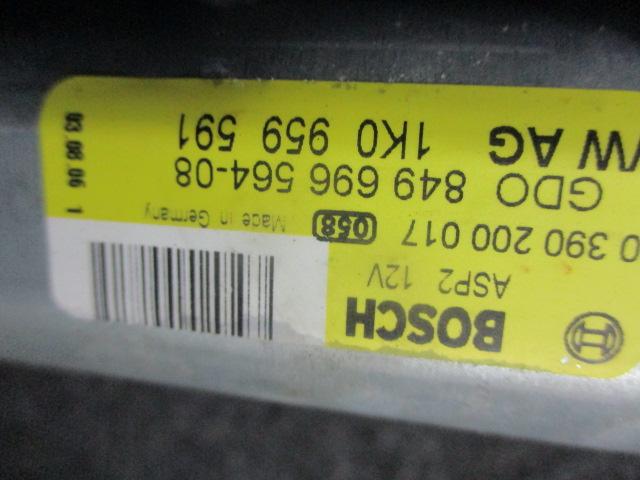 BOSCH
ASP2 12V
0 390 200 017 058 Made in Germany
GDO 849 696 564-08
VW AG 1K0 959 591
03 08 06 1